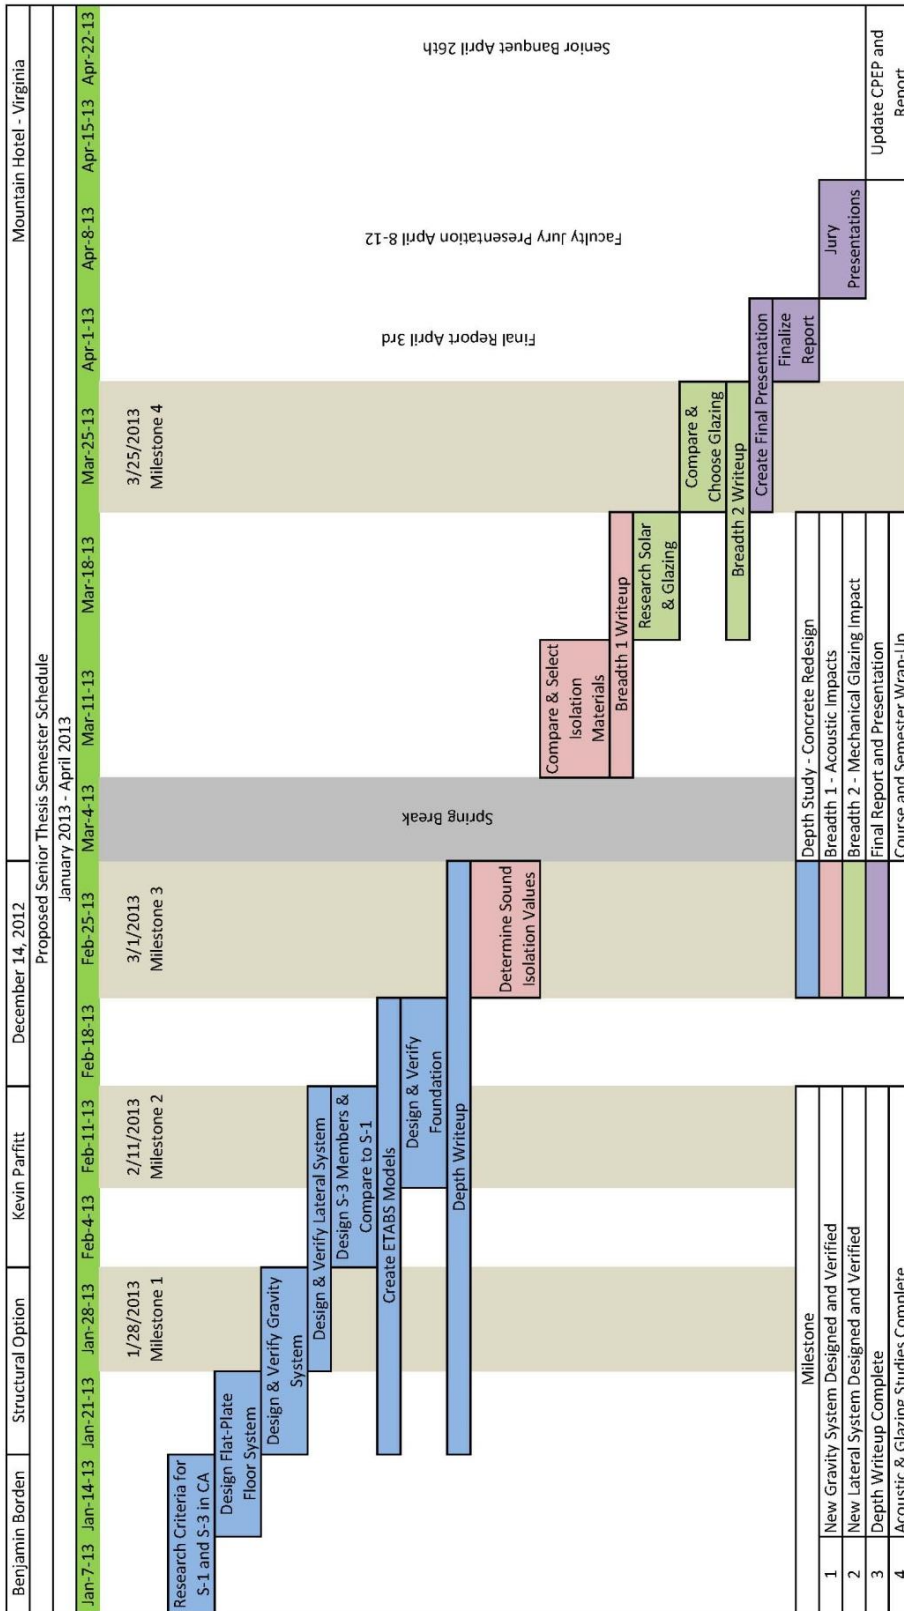 Benjamin Borden
Structural Option
Kevin Parfitt
December 14, 2012
Mountain Hotel - Virginia
Proposed Senior Thesis Semester Schedule
January 2013 - April 2013
Jan-7-13
Jan-14-13
Jan-21-13
Jan-28-13
Feb-4-13
Feb-11-13
Feb-18-13
Feb-25-13
Mar-4-13
Mar-11-13
Mar-18-13
Mar-25-13
Apr-1-13
Apr-8-13
Apr-15-13
Apr-22-13
1/28/2013
Milestone 1
2/11/2013
Milestone 2
3/1/2013
Milestone 3
3/25/2013
Milestone 4
Research Criteria for
S-1 and S-3 in CA
Design Flat-Plate
Floor System
Design & Verify Gravity
System
Design & Verify Lateral System
Design S-3 Members &
Compare to S-1
Create ETABS Models
Design & Verify
Foundation
Depth Writeup
Determine Sound
Isolation Values
Spring Break
Compare & Select
Isolation
Materials
Breadth 1 Writeup
Research Solar
& Glazing
Compare &
Choose Glazing
Breadth 2 Writeup
Create Final Presentation
Finalize
Report
Jury
Presentations
Final Report April 3rd
Faculty Jury Presentation April 8-12
Senior Banquet April 26th
Update CPEP and
Report
Milestone
1 New Gravity System Designed and Verified
2 New Lateral System Designed and Verified
3 Depth Writeup Complete
4 Acoustic & Glazing Studies Complete
Depth Study - Concrete Redesign
Breadth 1 - Acoustic Impacts
Breadth 2 - Mechanical Glazing Impact
Final Report and Presentation
Course and Semester Wrap-Up